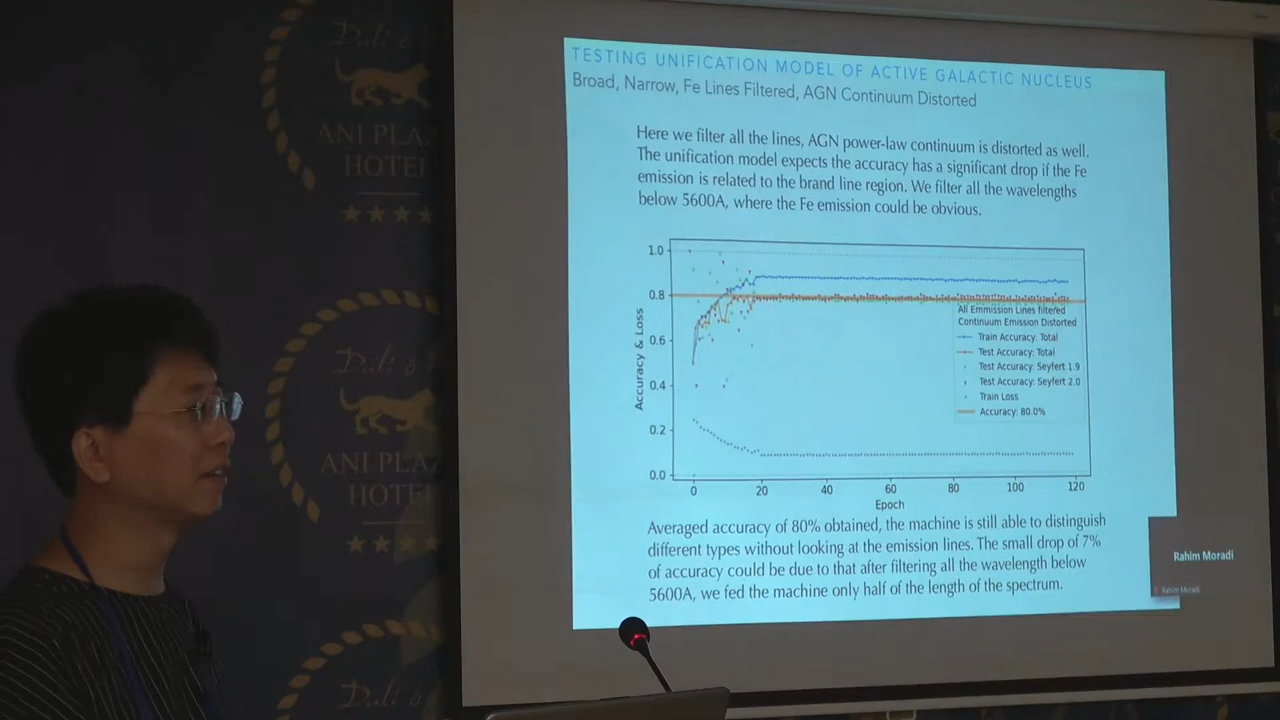 TESTING UNIFICATION MODEL OF ACTIVE GALACTIC NUCLEUS
Broad, Narrow, Fe Lines Filtered, AGN Continuum Distorted
Here we filter all the lines, AGN power-law continuum is distorted as well.
The unification model expects the accuracy has a significant drop if the Fe
emission is related to the brand line region. We filter all the wavelengths
below 5600A, where the Fe emission could be obvious.
1.0
0.8
0.6
0.4
0.2
0.0
Accuracy & Loss
All Emmission Lines filtered
Continuum Emission Distorted
Train Accuracy: Total
Test Accuracy: Total
Test Accuracy: Seyfert 1.9
Test Accuracy: Seyfert 2.0
Train Loss
Accuracy: 80.0%
0 20 40 60 80 100 120
Epoch
Averaged accuracy of 80% obtained, the machine is still able to distinguish
different types without looking at the emission lines. The small drop of 7%
of accuracy could be due to that after filtering all the wavelength below
5600A, we fed the machine only half of the length of the spectrum.
Rahim Moradi
Rahim Moradi
ANI PLAZ
HOTEL
ANI PLAZ
HOTEL